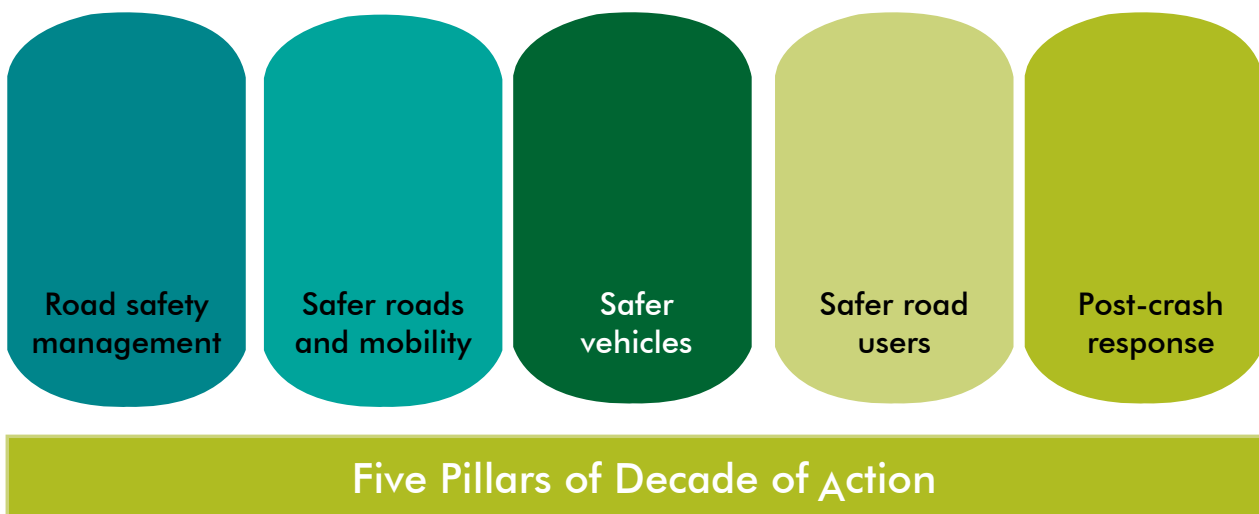 Road safety
management
Safer roads
and mobility
Safer
vehicles
Safer road
users
Post-crash
response
Five Pillars of Decade of Action